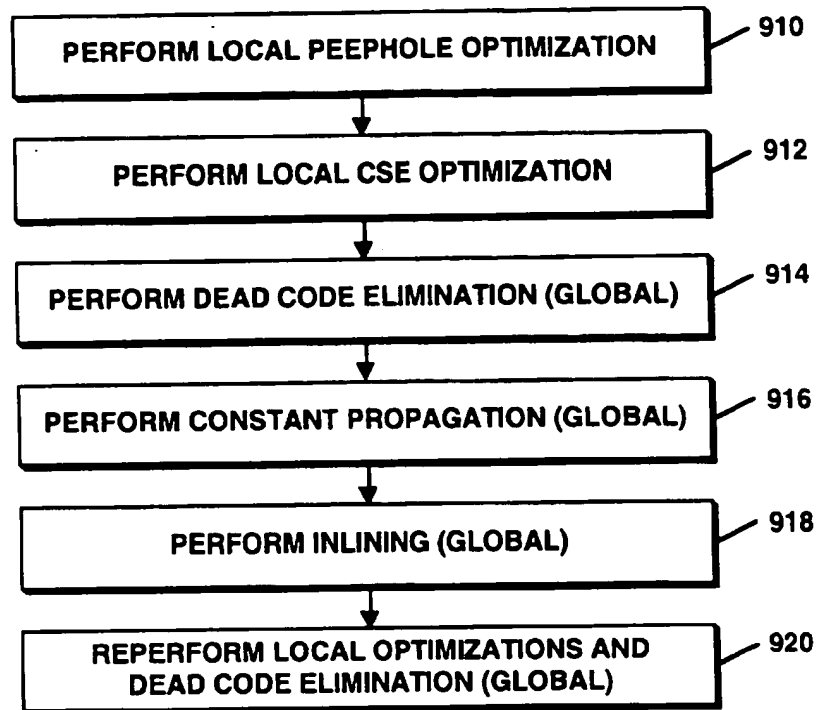 PERFORM LOCAL PEEPHOLE OPTIMIZATION
910
PERFORM LOCAL CSE OPTIMIZATION
912
PERFORM DEAD CODE ELIMINATION (GLOBAL)
914
PERFORM CONSTANT PROPAGATION (GLOBAL)
916
PERFORM INLINING (GLOBAL)
918
REPERFORM LOCAL OPTIMIZATIONS AND
DEAD CODE ELIMINATION (GLOBAL)
920